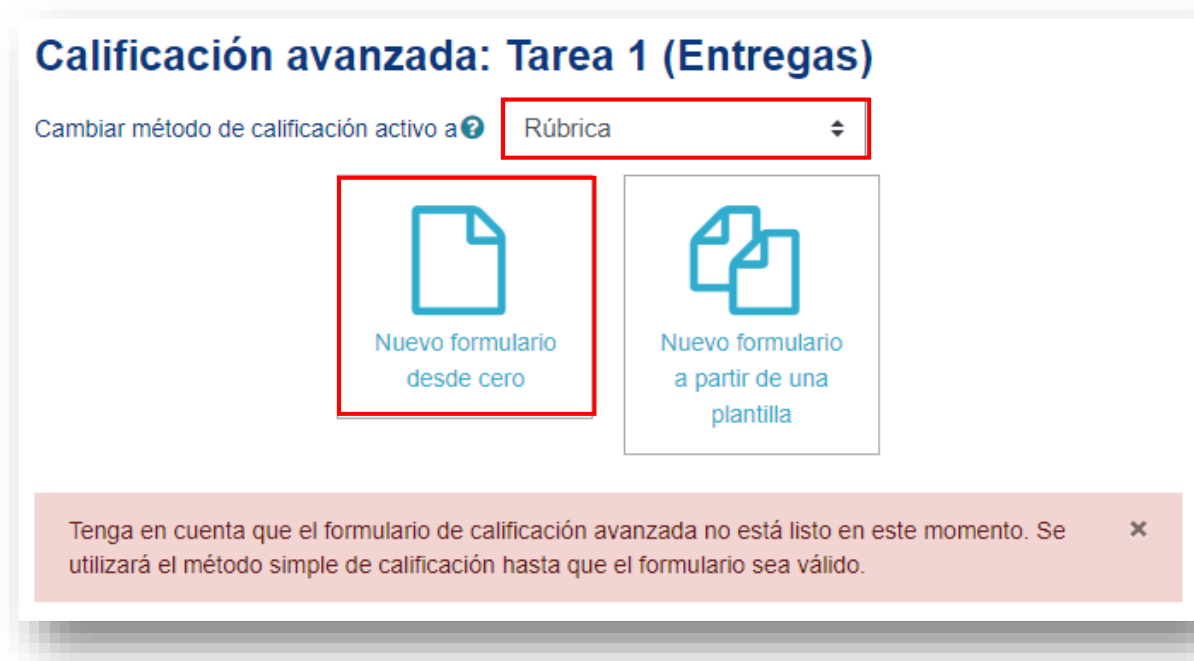 Calificación avanzada: Tarea 1 (Entregas)
Cambiar método de calificación activo a
Rúbrica
Nuevo formulario
desde cero
Nuevo formulario
a partir de una
plantilla
Tenga en cuenta que el formulario de calificación avanzada no está listo en este momento. Se
utilizará el método simple de calificación hasta que el formulario sea válido.